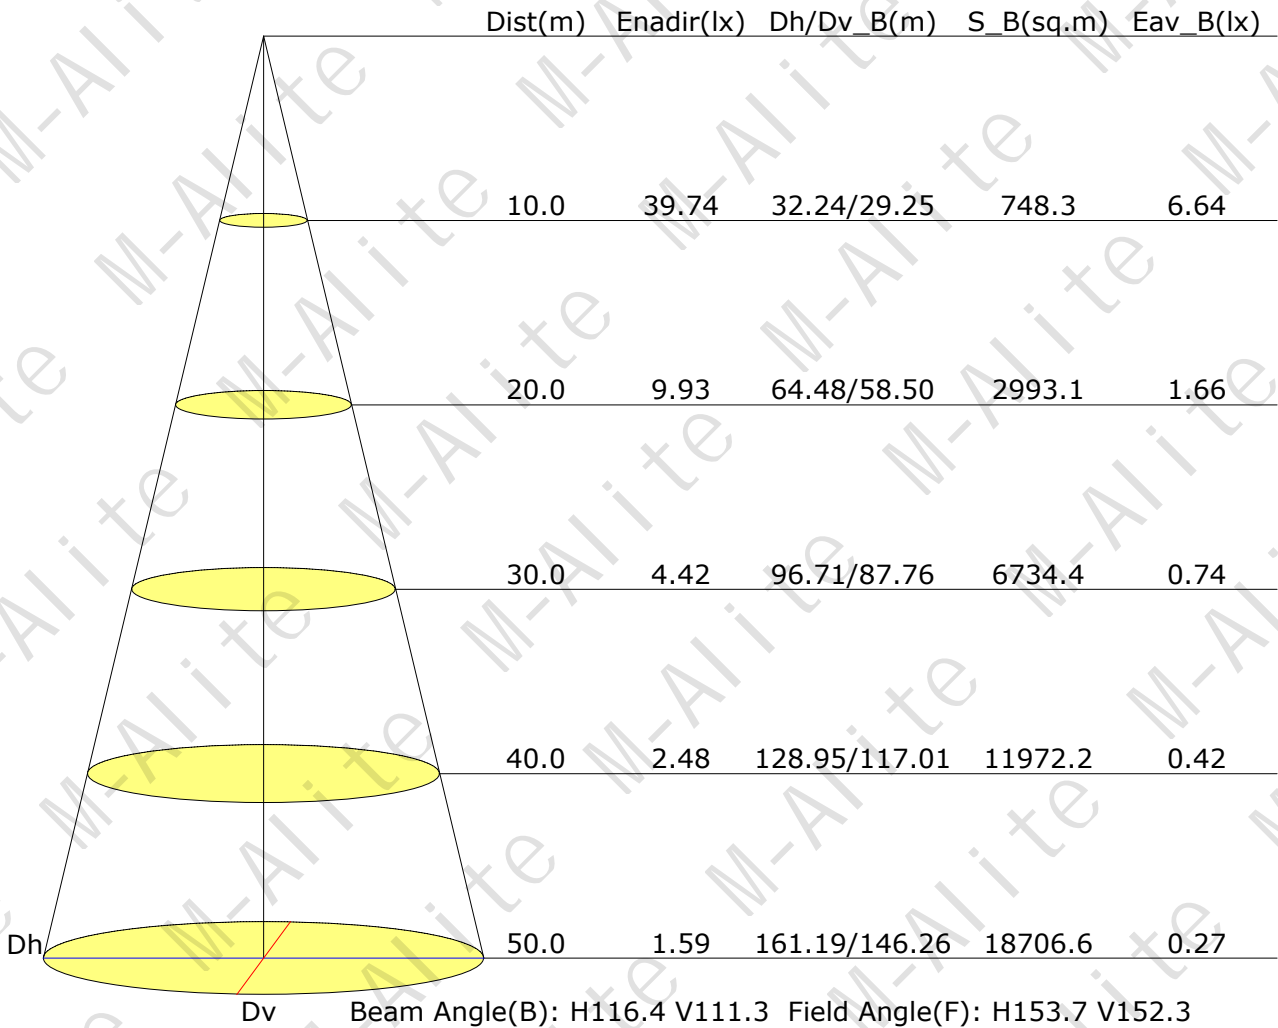 Dist(m) Enadir(lx) Dh/Dv_B(m) S_B(sq.m) Eav_B(lx)
10.0 39.74 32.24/29.25 748.3 6.64
20.0 9.93 64.48/58.50 2993.1 1.66
30.0 4.42 96.71/87.76 6734.4 0.74
40.0 2.48 128.95/117.01 11972.2 0.42
Dh 50.0 1.59 161.19/146.26 18706.6 0.27
Dv Beam Angle(B): H116.4 V111.3 Field Angle(F): H153.7 V152.3
M-Alite